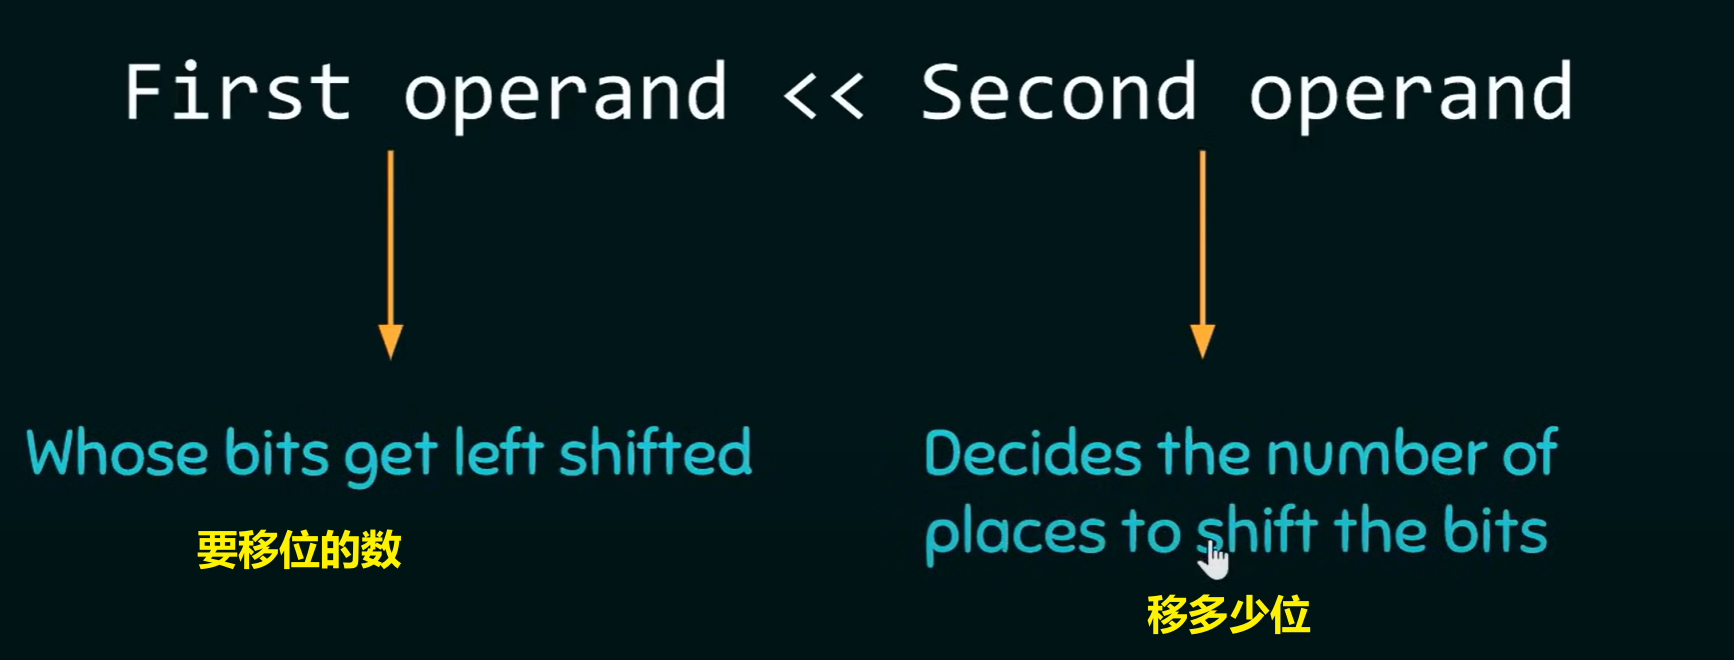 First operand << Second operand
Whose bits get left shifted
要移位的数
Decides the number of
places to shift the bits
移多少位